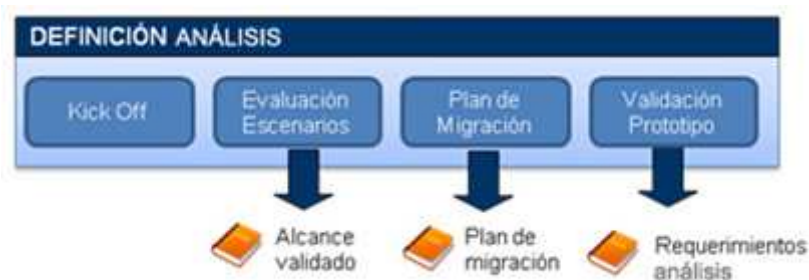 DEFINICIÓN ANÁLISIS
Kick Off
Evaluación
Escenarios
Plan de
Migración
Validación
Prototipo
Alcance
validado
Plan de
migración
Requerimientos
análisis